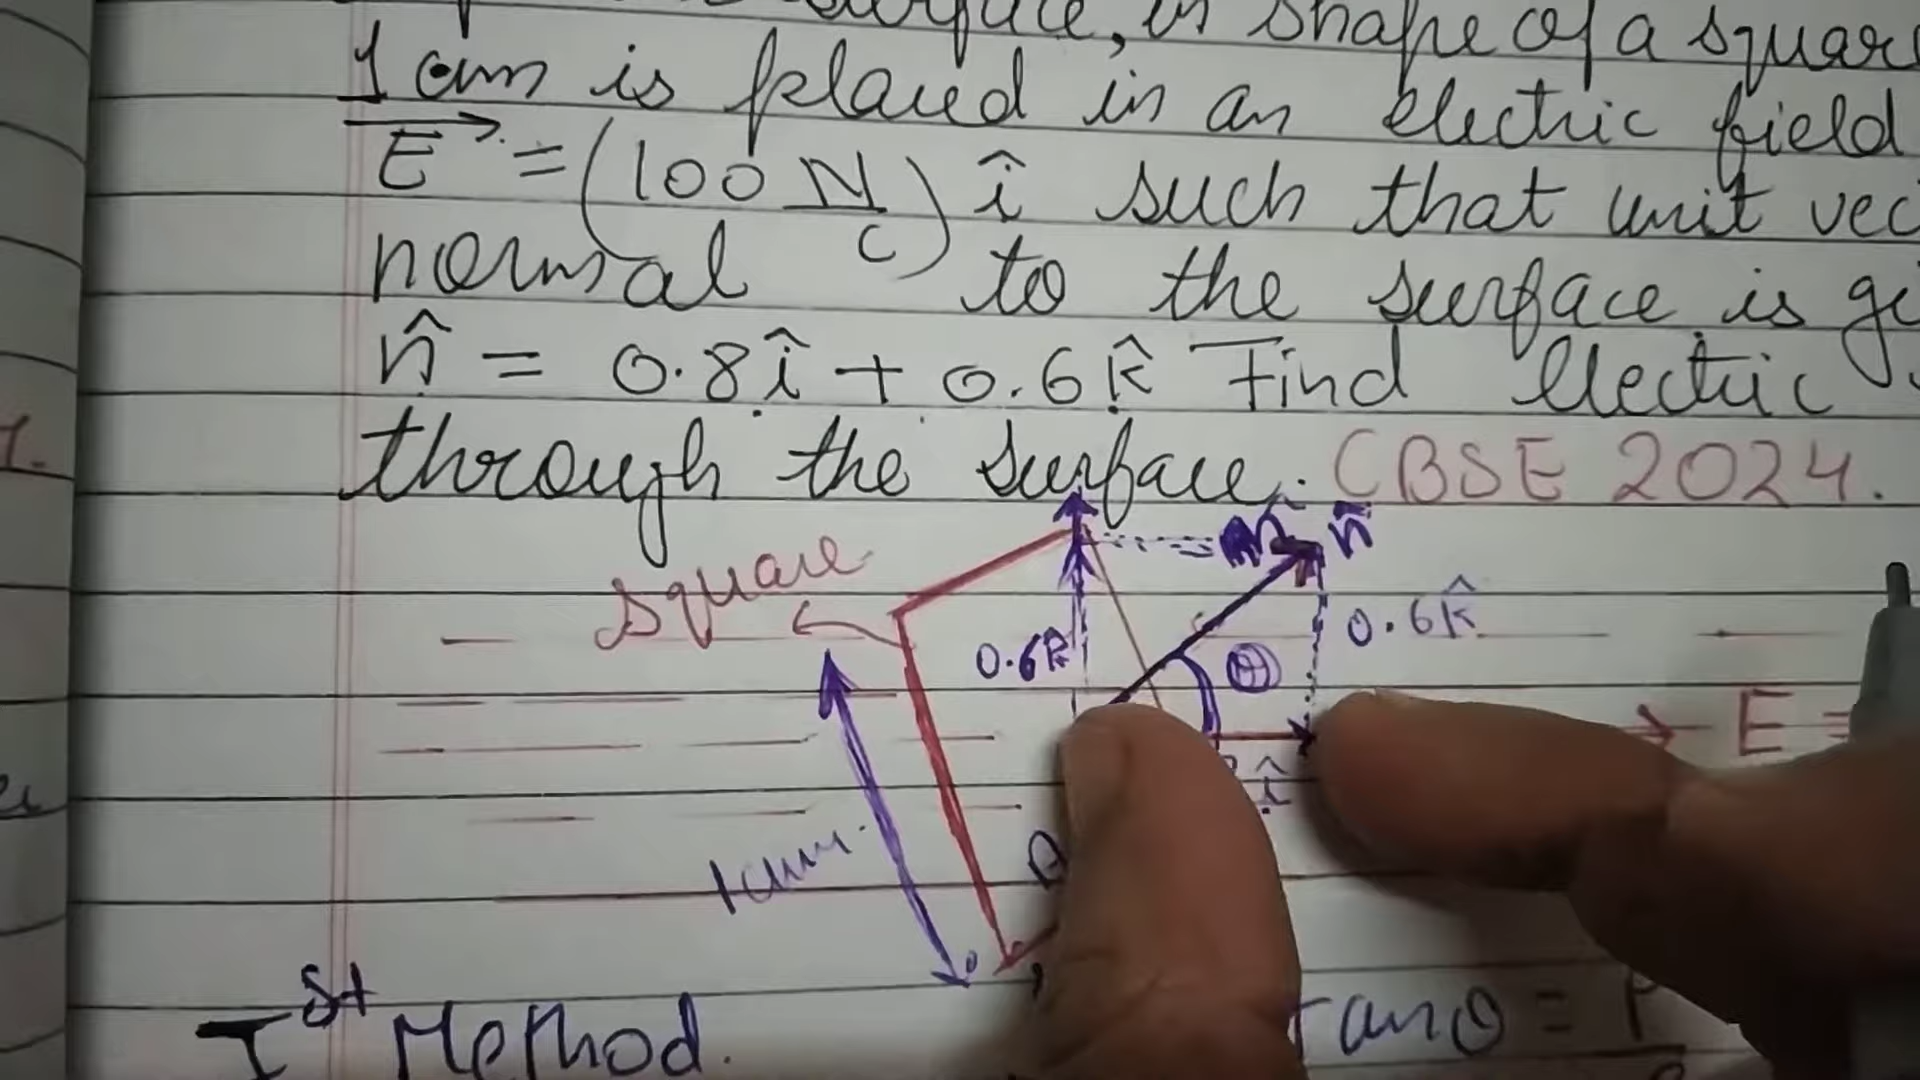 surface, in shape of a square
1 cm is placed in an electric field
E⃗ = (100 N/C) î such that unit vec
normal to the surface is gi
n̂ = 0.8î + 0.6k̂ Find electric
through the surface. CBSE 2024.
square
n̂
0.6k̂
0.6k̂
θ
î
E =
1cm
Ist Method.
tanθ = P